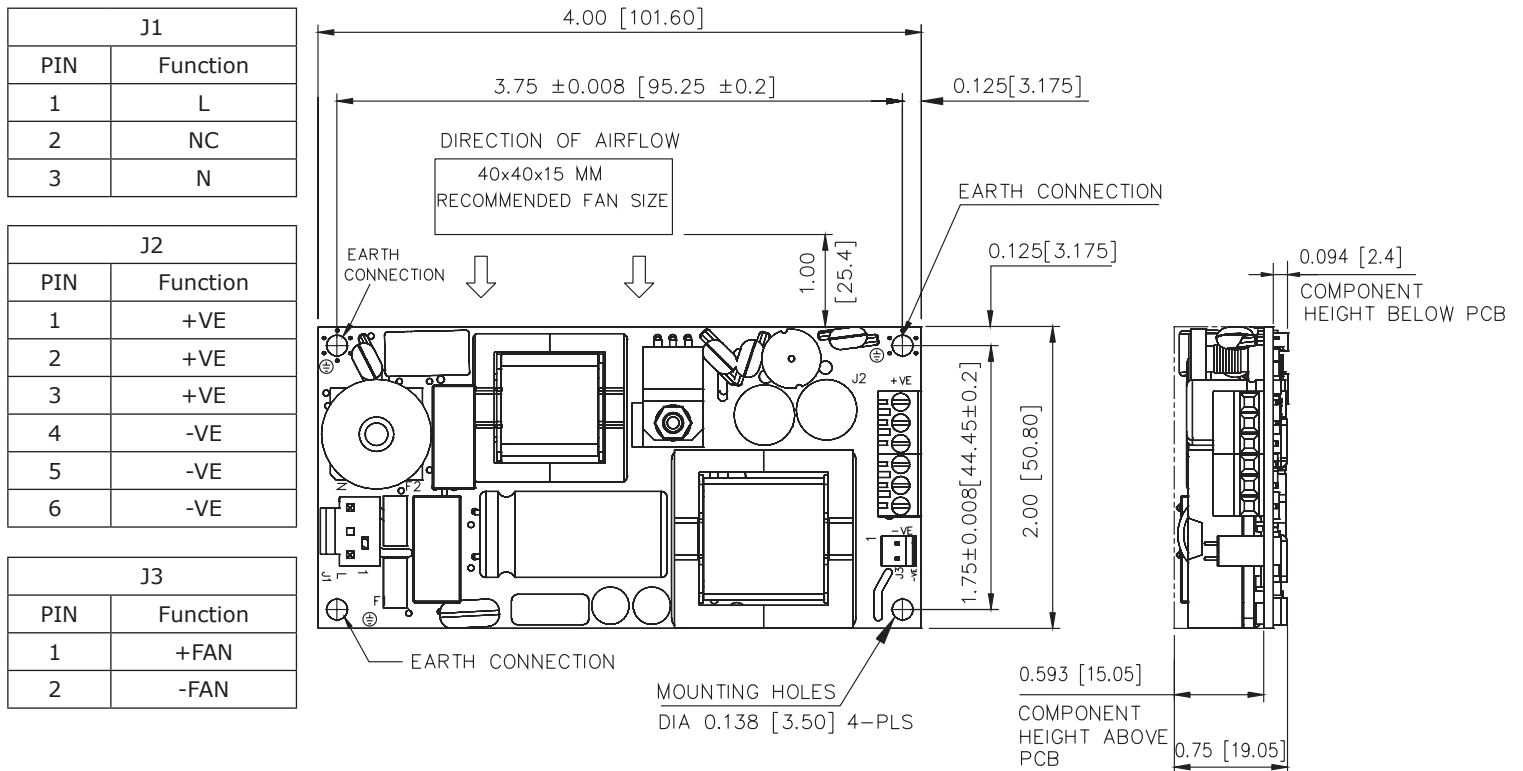 J1
PIN Function
1 L
2 NC
3 N
J2
PIN Function
1 +VE
2 +VE
3 +VE
4 -VE
5 -VE
6 -VE
J3
PIN Function
1 +FAN
2 -FAN
4.00 [101.60]
3.75 ±0.008 [95.25 ±0.2]
0.125[3.175]
DIRECTION OF AIRFLOW
40x40x15 MM
RECOMMENDED FAN SIZE
EARTH CONNECTION
EARTH
CONNECTION
1.00
[25.4]
0.125[3.175]
0.094 [2.4]
COMPONENT
HEIGHT BELOW PCB
J2
+VE
N
F2
1.75±0.008[44.45±0.2]
2.00 [50.80]
1
-VE
J3
-VE
J1
L
1
F
EARTH CONNECTION
MOUNTING HOLES
DIA 0.138 [3.50] 4-PLS
0.593 [15.05]
COMPONENT
HEIGHT ABOVE
PCB
0.75 [19.05]